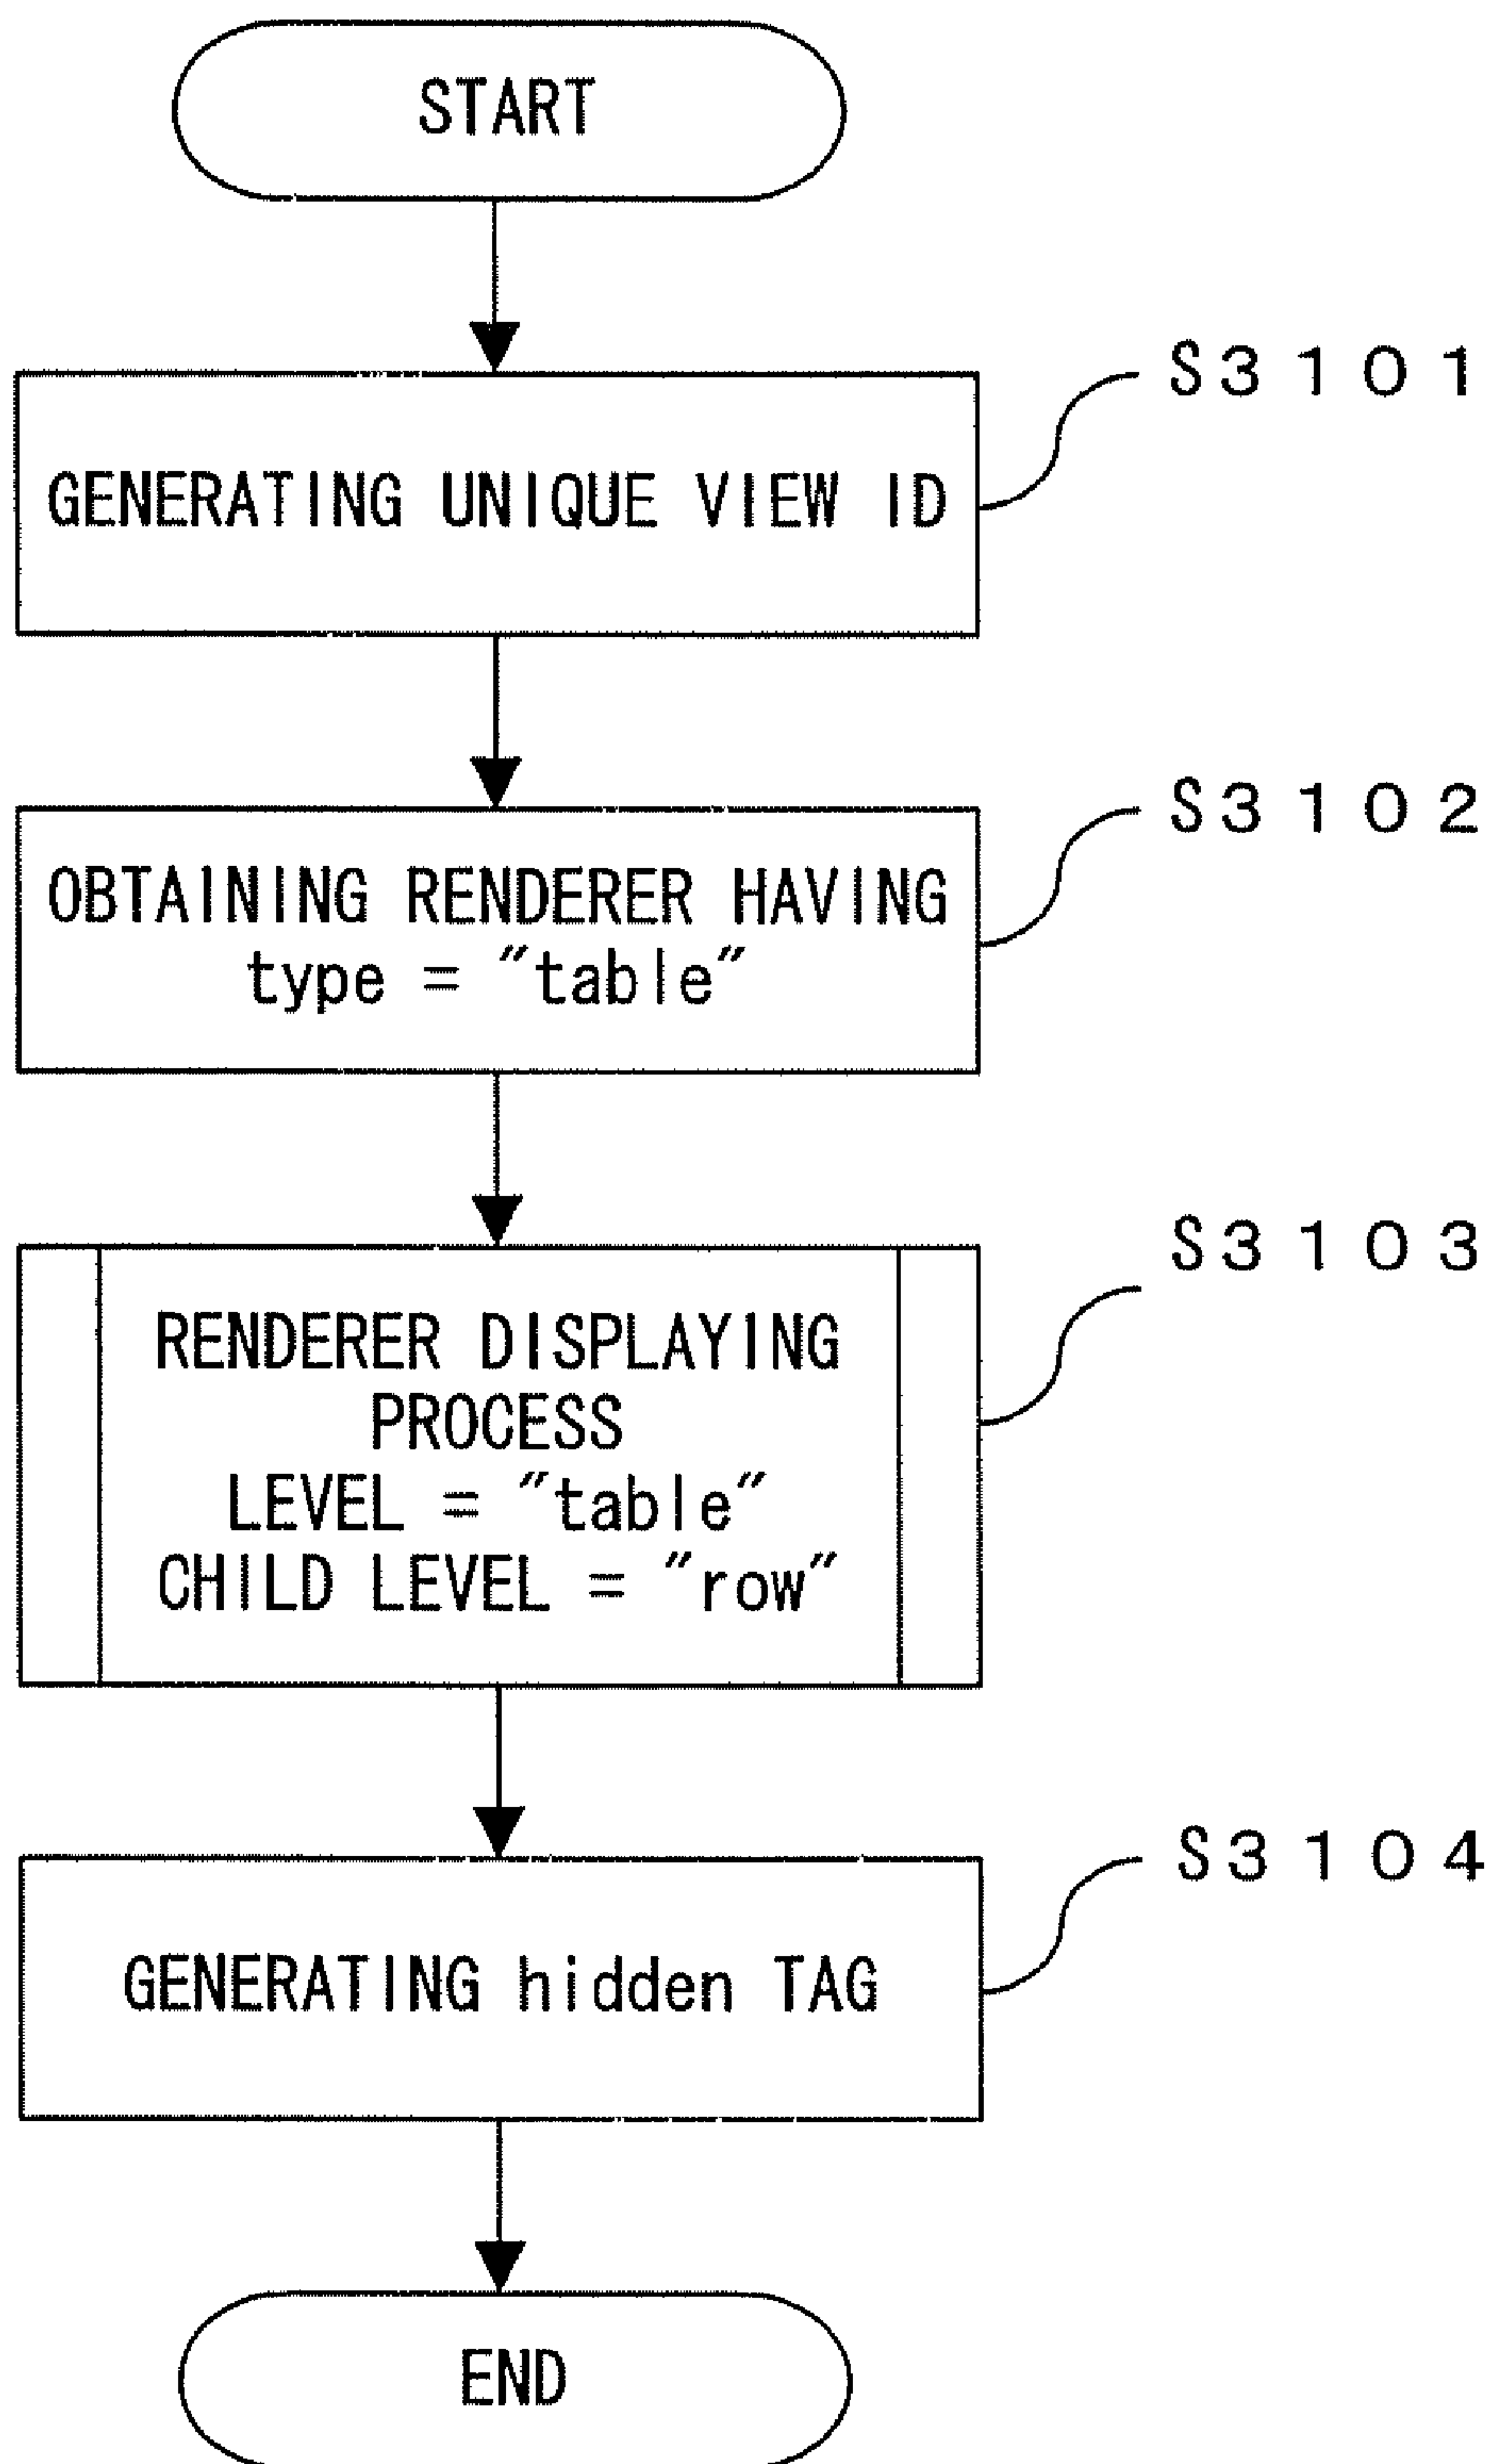 START
S3101
GENERATING UNIQUE VIEW ID
S3102
OBTAINING RENDERER HAVING
type = "table"
S3103
RENDERER DISPLAYING
PROCESS
LEVEL = "table"
CHILD LEVEL = "row"
S3104
GENERATING hidden TAG
END